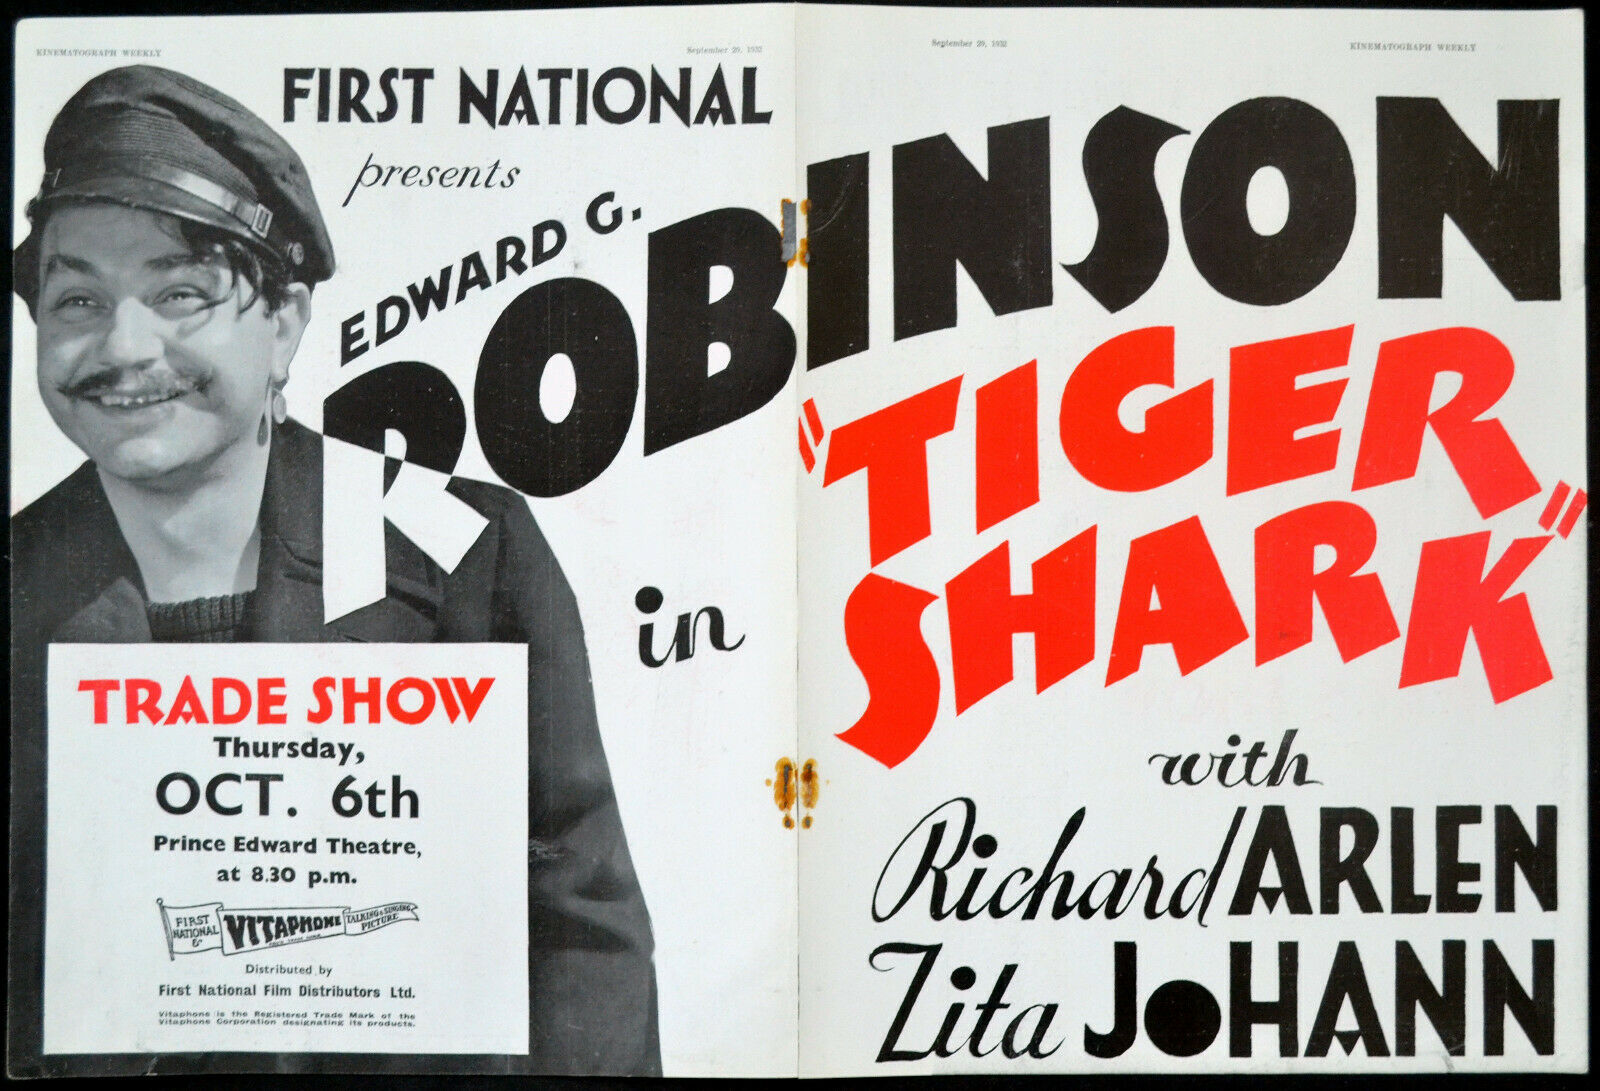 KINEMATOGRAPH WEEKLY
September 29, 1932
September 29, 1932
KINEMATOGRAPH WEEKLY
FIRST NATIONAL
presents
EDWARD G.
ROBINSON
in
"TIGER
SHARK"
with
Richard ARLEN
Zita JOHANN
TRADE SHOW
Thursday,
OCT. 6th
Prince Edward Theatre,
at 8.30 p.m.
FIRST
NATIONAL
&
VITAPHONE
TALKING & SINGING
PICTURE
Distributed by
First National Film Distributors Ltd.
Vitaphone is the Registered Trade Mark of the
Vitaphone Corporation designating its products.